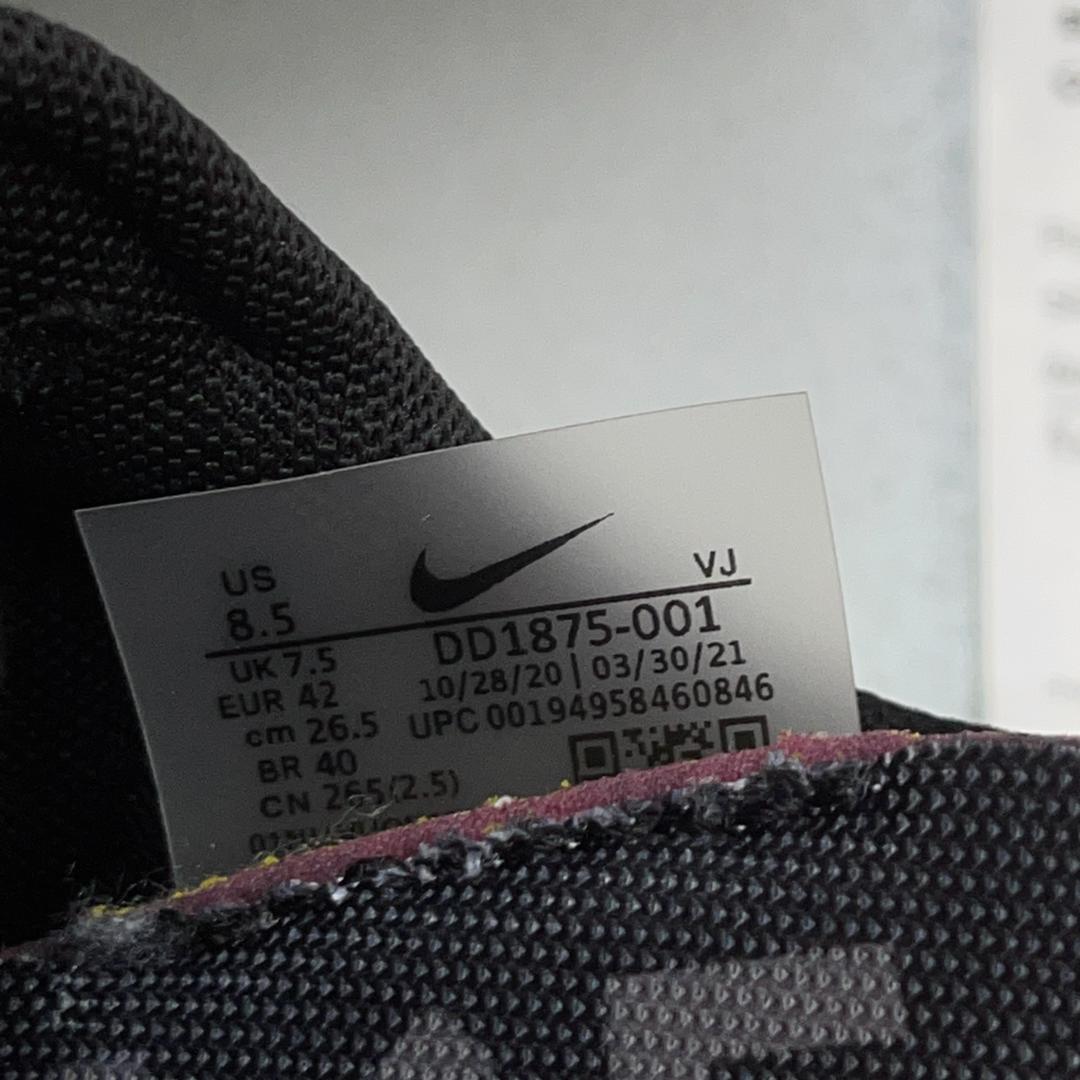 US
8.5
VJ
UK 7.5
EUR 42
cm 26.5
BR 40
CN 265(2.5)
DD1875-001
10/28/20 | 03/30/21
UPC 00194958460846